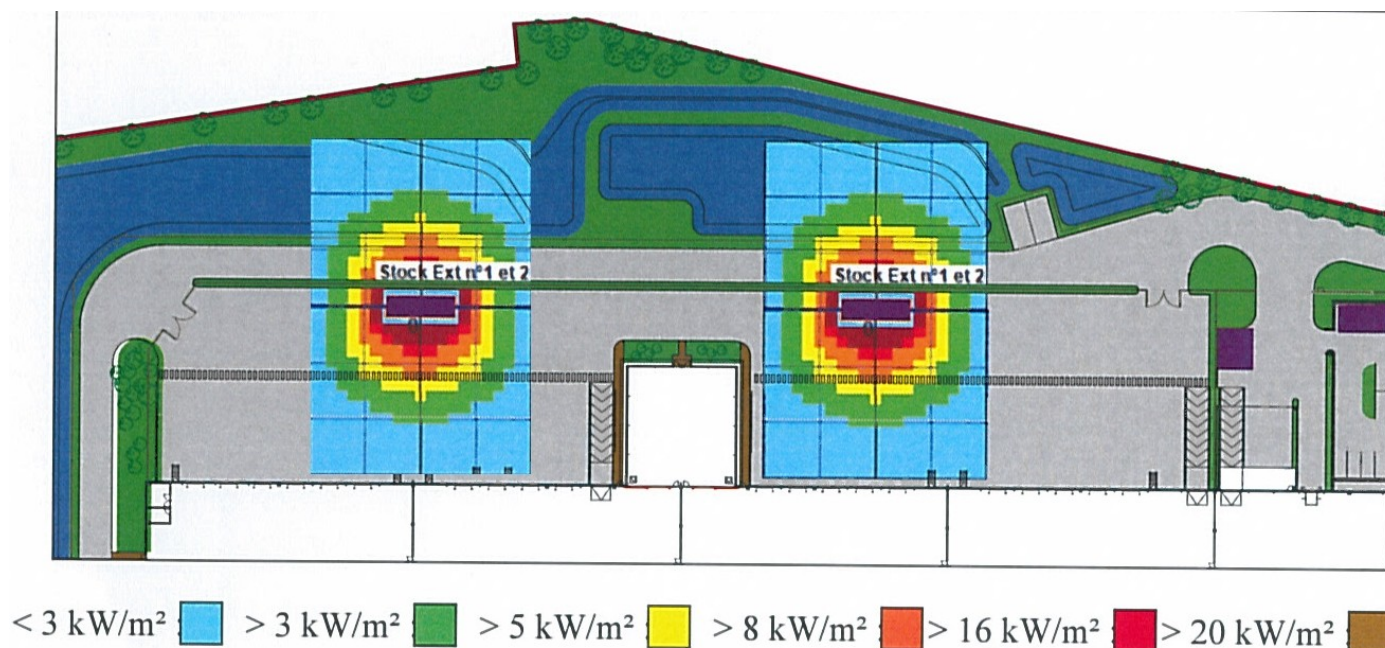 Stock Ext n°1 et 2
Stock Ext n°1 et 2
< 3 kW/m² > 3 kW/m² > 5 kW/m² > 8 kW/m² > 16 kW/m² > 20 kW/m²